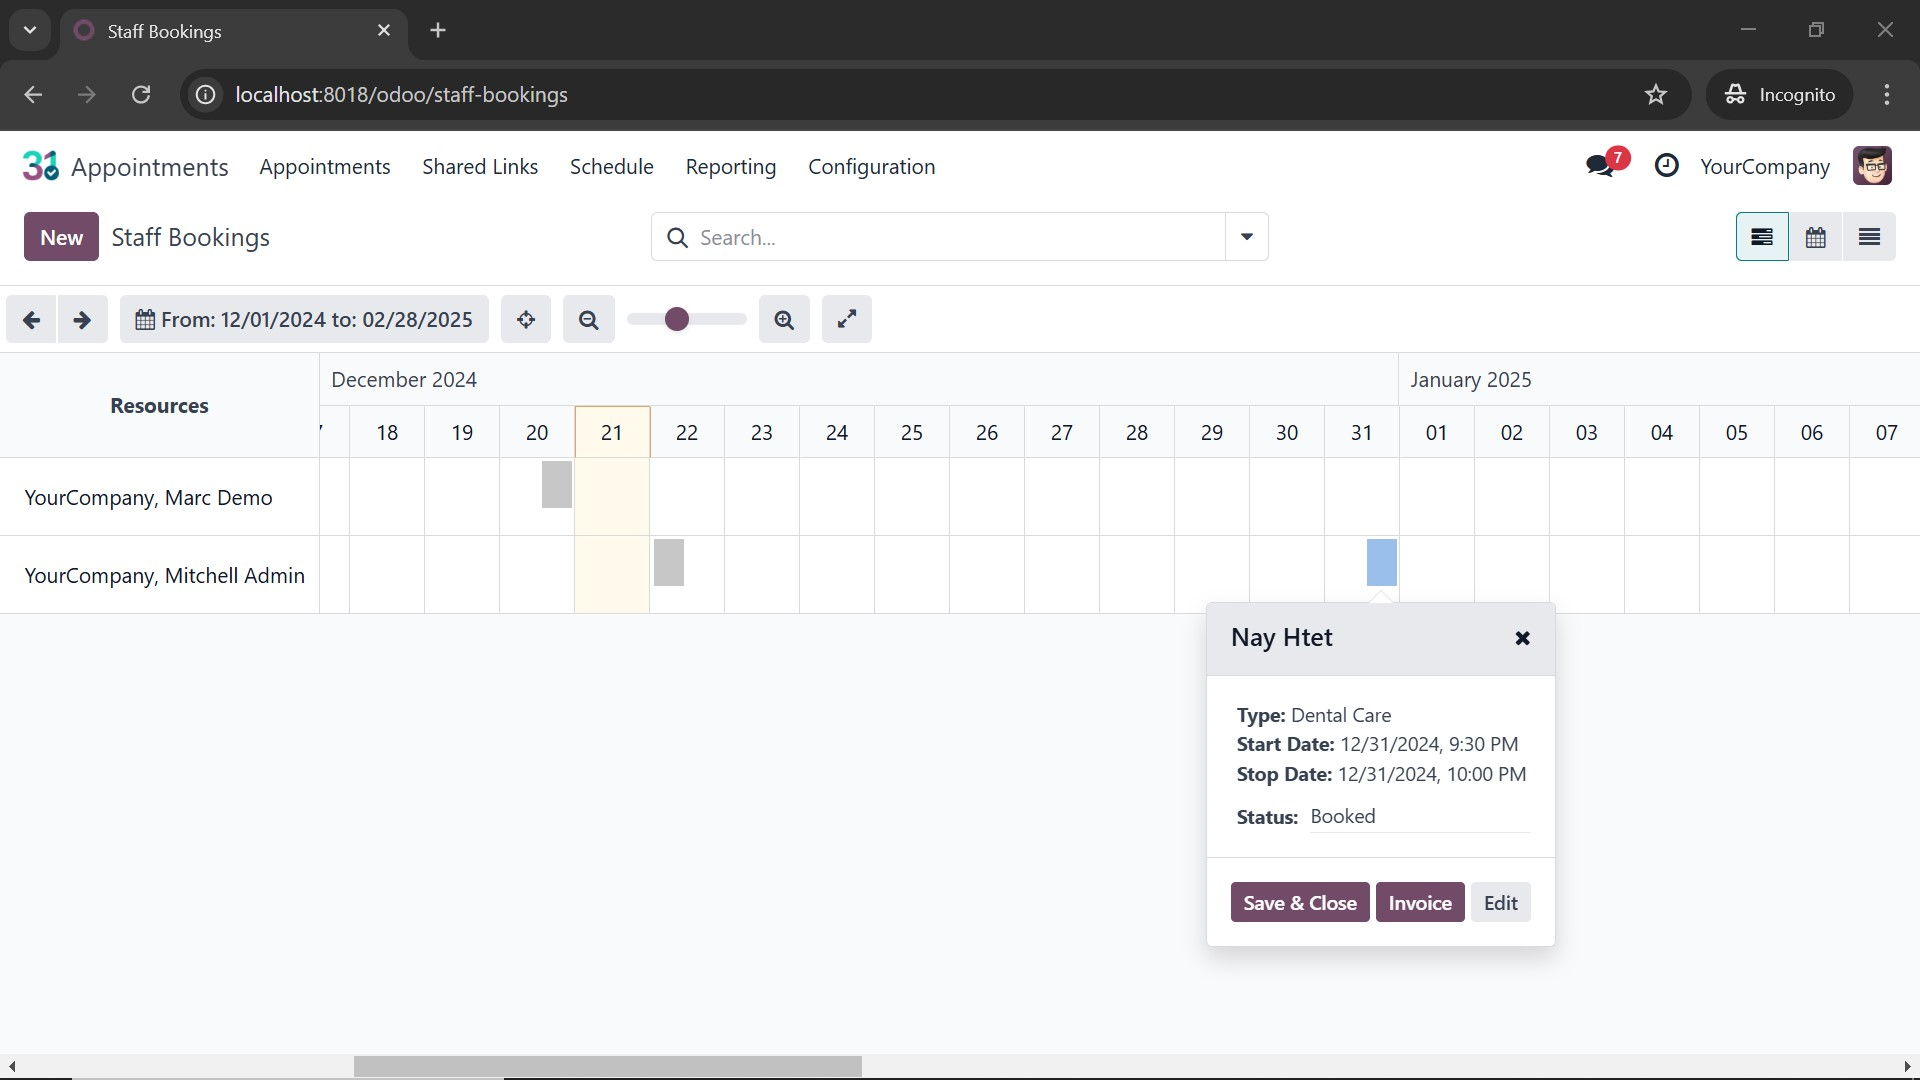 Staff Bookings
localhost:8018/odoo/staff-bookings
Incognito
31 Appointments Appointments Shared Links Schedule Reporting Configuration 7 YourCompany
New Staff Bookings Search...
From: 12/01/2024 to: 02/28/2025
Resources
December 2024 January 2025
18 19 20 21 22 23 24 25 26 27 28 29 30 31 01 02 03 04 05 06 07
YourCompany, Marc Demo
YourCompany, Mitchell Admin
Nay Htet
Type: Dental Care
Start Date: 12/31/2024, 9:30 PM
Stop Date: 12/31/2024, 10:00 PM
Status: Booked
Save & Close Invoice Edit